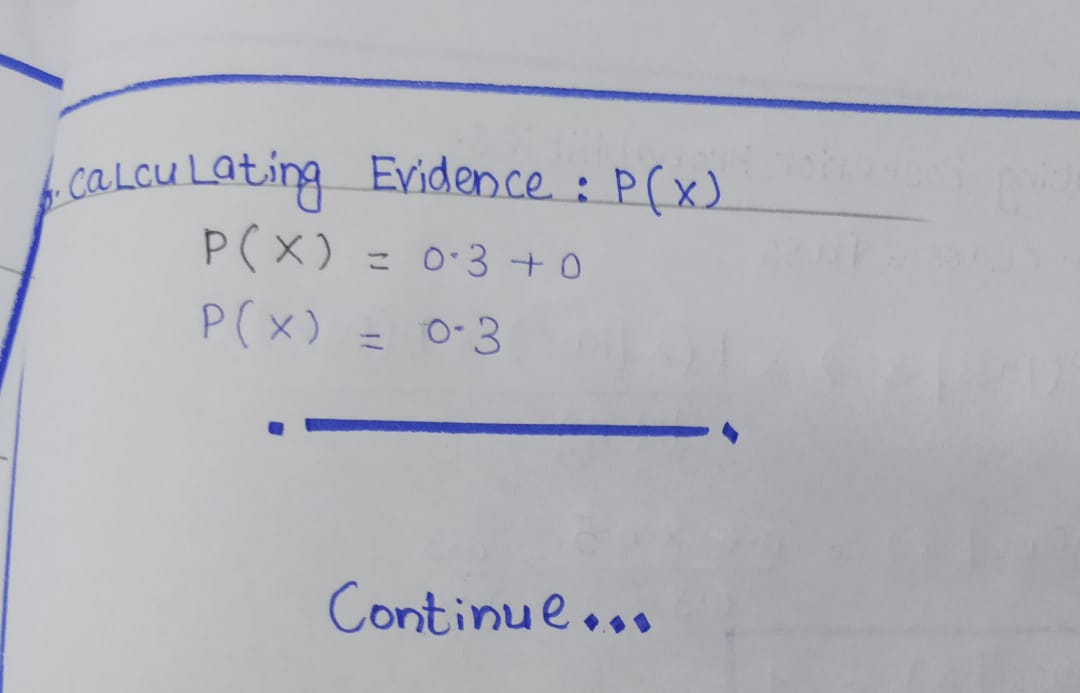 Calculating Evidence : P(X)
P(X) = 0.3 + 0
P(X) = 0.3
Continue...